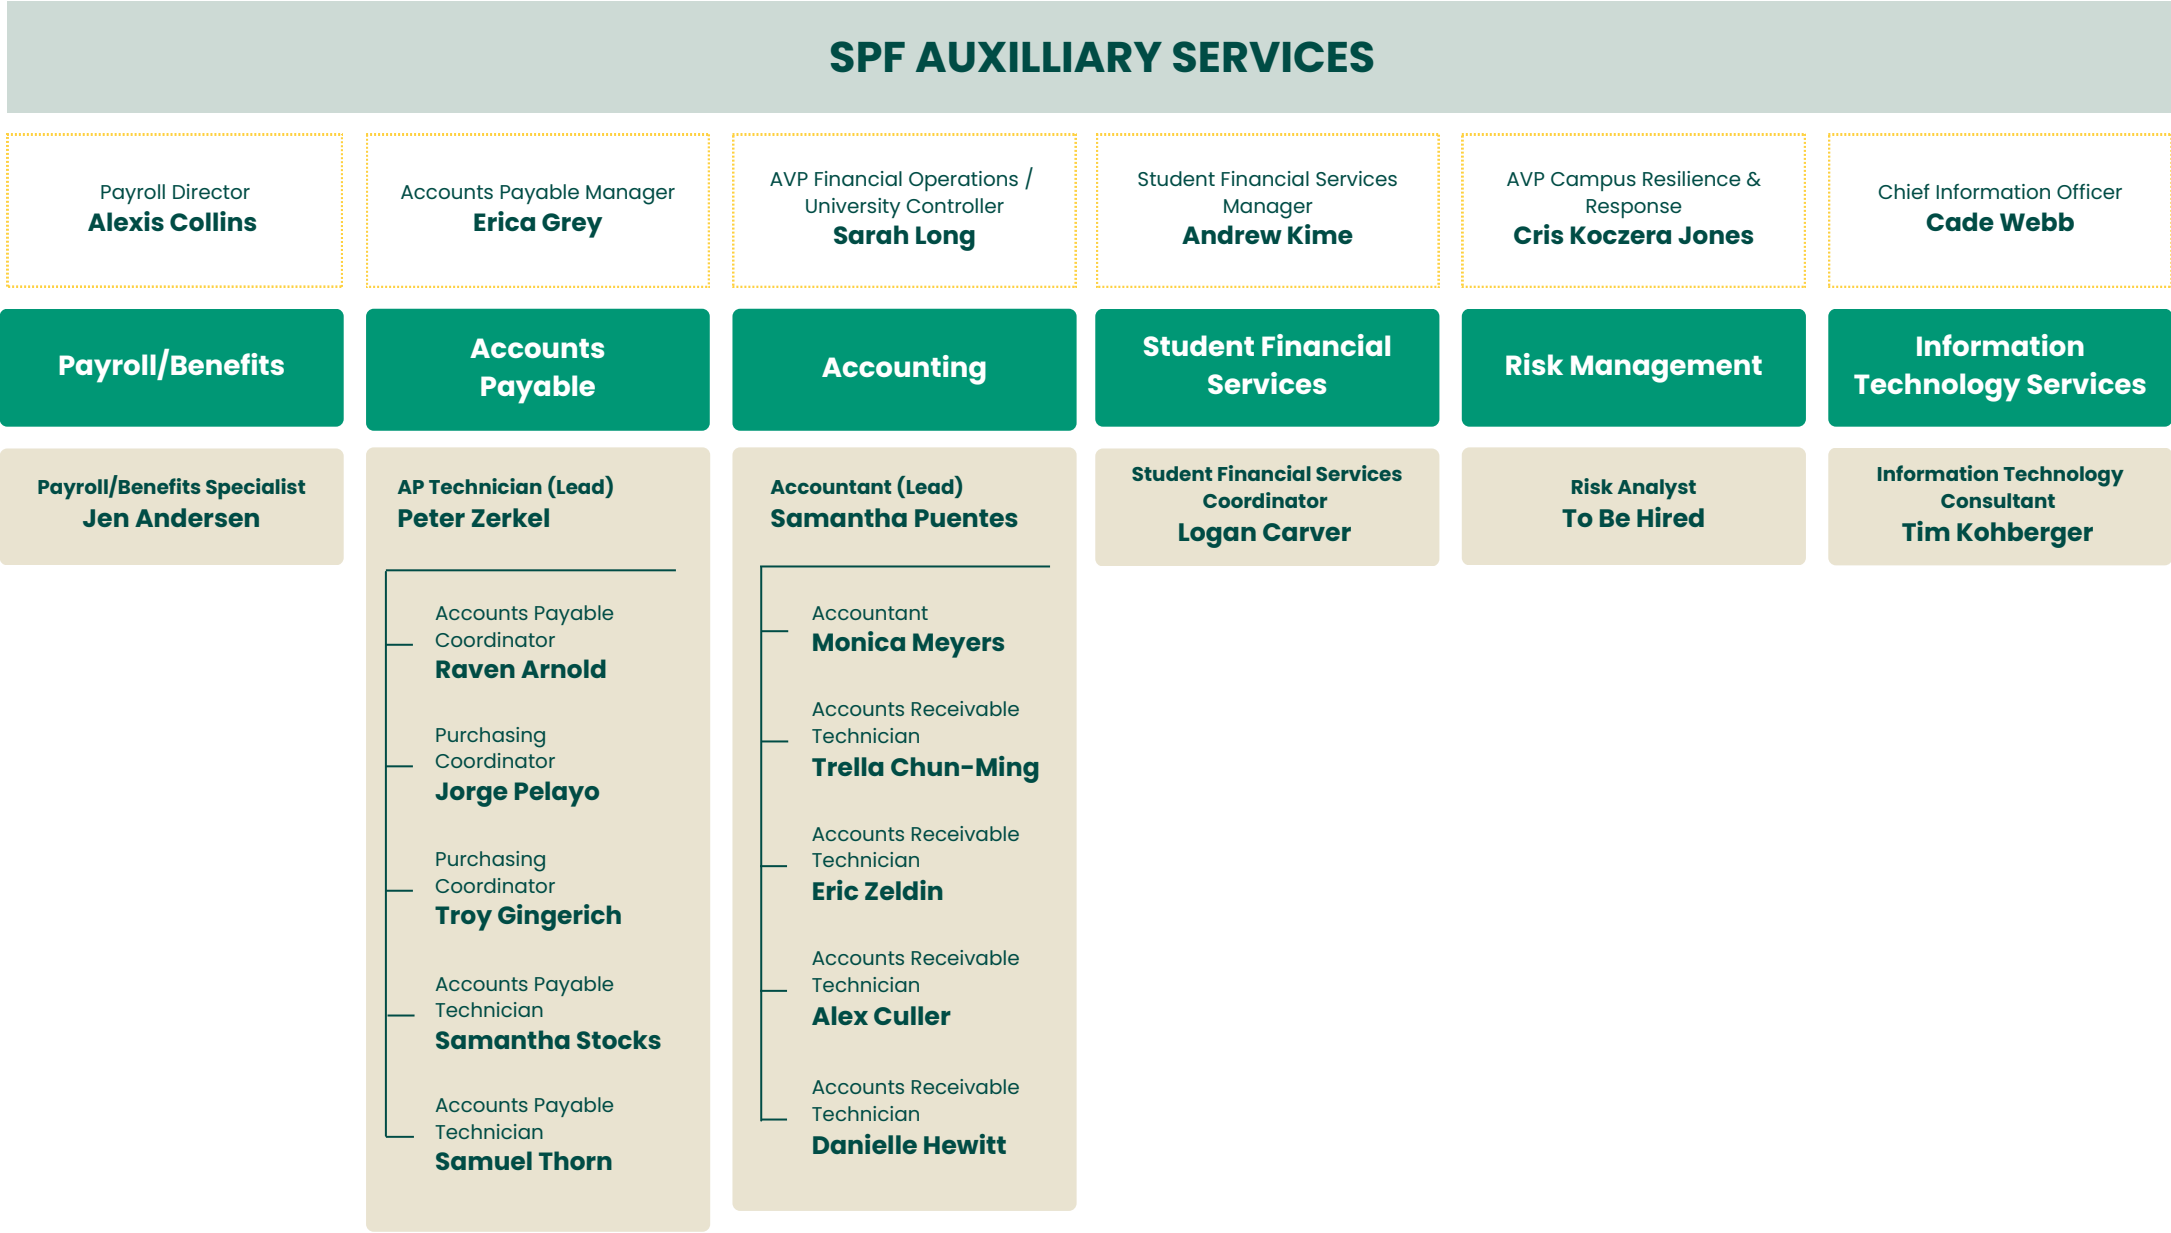 SPF AUXILLIARY SERVICES
Payroll Director
Alexis Collins
Accounts Payable Manager
Erica Grey
AVP Financial Operations /
University Controller
Sarah Long
Student Financial Services
Manager
Andrew Kime
AVP Campus Resilience &
Response
Cris Koczera Jones
Chief Information Officer
Cade Webb
Payroll/Benefits
Accounts
Payable
Accounting
Student Financial
Services
Risk Management
Information
Technology Services
Payroll/Benefits Specialist
Jen Andersen
AP Technician (Lead)
Peter Zerkel
Accounts Payable
Coordinator
Raven Arnold
Purchasing
Coordinator
Jorge Pelayo
Purchasing
Coordinator
Troy Gingerich
Accounts Payable
Technician
Samantha Stocks
Accounts Payable
Technician
Samuel Thorn
Accountant (Lead)
Samantha Puentes
Accountant
Monica Meyers
Accounts Receivable
Technician
Trella Chun-Ming
Accounts Receivable
Technician
Eric Zeldin
Accounts Receivable
Technician
Alex Culler
Accounts Receivable
Technician
Danielle Hewitt
Student Financial Services
Coordinator
Logan Carver
Risk Analyst
To Be Hired
Information Technology
Consultant
Tim Kohberger